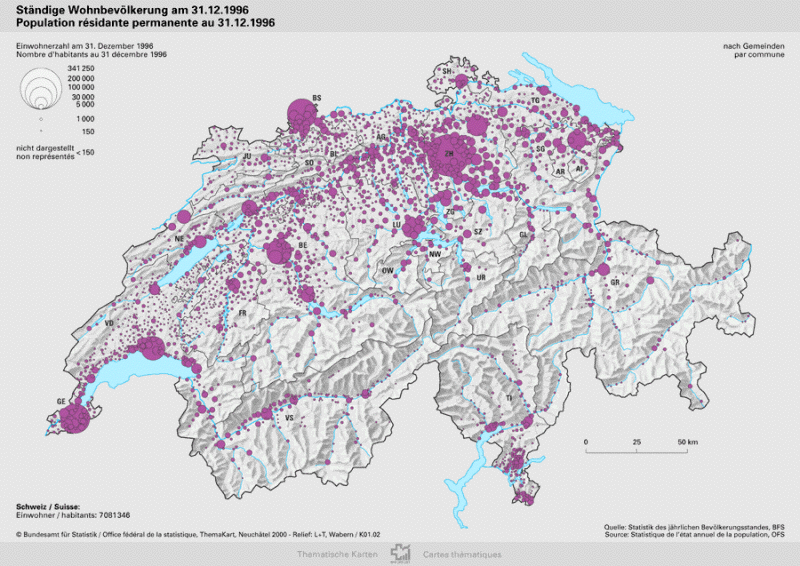 Ständige Wohnbevölkerung am 31.12.1996
Population résidante permanente au 31.12.1996
Einwohnerzahl am 31. Dezember 1996
Nombre d'habitants au 31 décembre 1996
nach Gemeinden
par commune
341 250
200 000
100 000
30 000
5 000
1 000
150
nicht dargestellt
non représentés
< 150
SH
BS
TG
AG
BL
JU
SO
ZH
SG
AR
AI
ZG
LU
NE
BE
SZ
GL
NW
OW
UR
GR
FR
VD
GE
VS
TI
0 25 50 km
Schweiz / Suisse:
Einwohner / habitants: 7081346
© Bundesamt für Statistik / Office fédéral de la statistique, ThemaKart, Neuchâtel 2000 - Relief: L+T, Wabern / K01.02
Quelle: Statistik des jährlichen Bevölkerungsstandes, BFS
Source: Statistique de l'état annuel de la population, OFS
Thematische Karten
Cartes thématiques